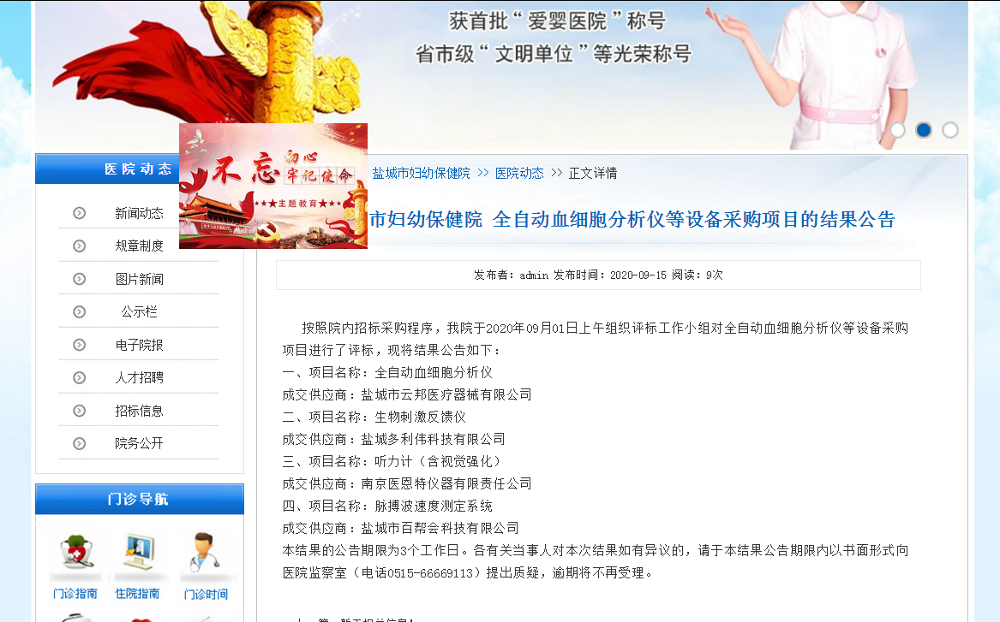 获首批“爱婴医院”称号
省市级“文明单位”等光荣称号
医院动态
不忘初心
牢记使命
★★★主题教育★★★
盐城市妇幼保健院 >> 医院动态 >> 正文详情
市妇幼保健院 全自动血细胞分析仪等设备采购项目的结果公告
新闻动态
规章制度
图片新闻
公示栏
电子院报
人才招聘
招标信息
院务公开
发布者：admin 发布时间：2020-09-15 阅读：9次
按照院内招标采购程序，我院于2020年09月01日上午组织评标工作小组对全自动血细胞分析仪等设备采购
项目进行了评标，现将结果公告如下：
一、项目名称：全自动血细胞分析仪
成交供应商：盐城市云邦医疗器械有限公司
二、项目名称：生物刺激反馈仪
成交供应商：盐城多利伟科技有限公司
三、项目名称：听力计（含视觉强化）
成交供应商：南京医恩特仪器有限责任公司
四、项目名称：脉搏波速度测定系统
成交供应商：盐城市百帮会科技有限公司
本结果的公告期限为3个工作日。各有关当事人对本次结果如有异议的，请于本结果公告期限内以书面形式向
医院监察室（电话0515-66669113）提出质疑，逾期将不再受理。
门诊导航
门诊指南
住院指南
门诊时间